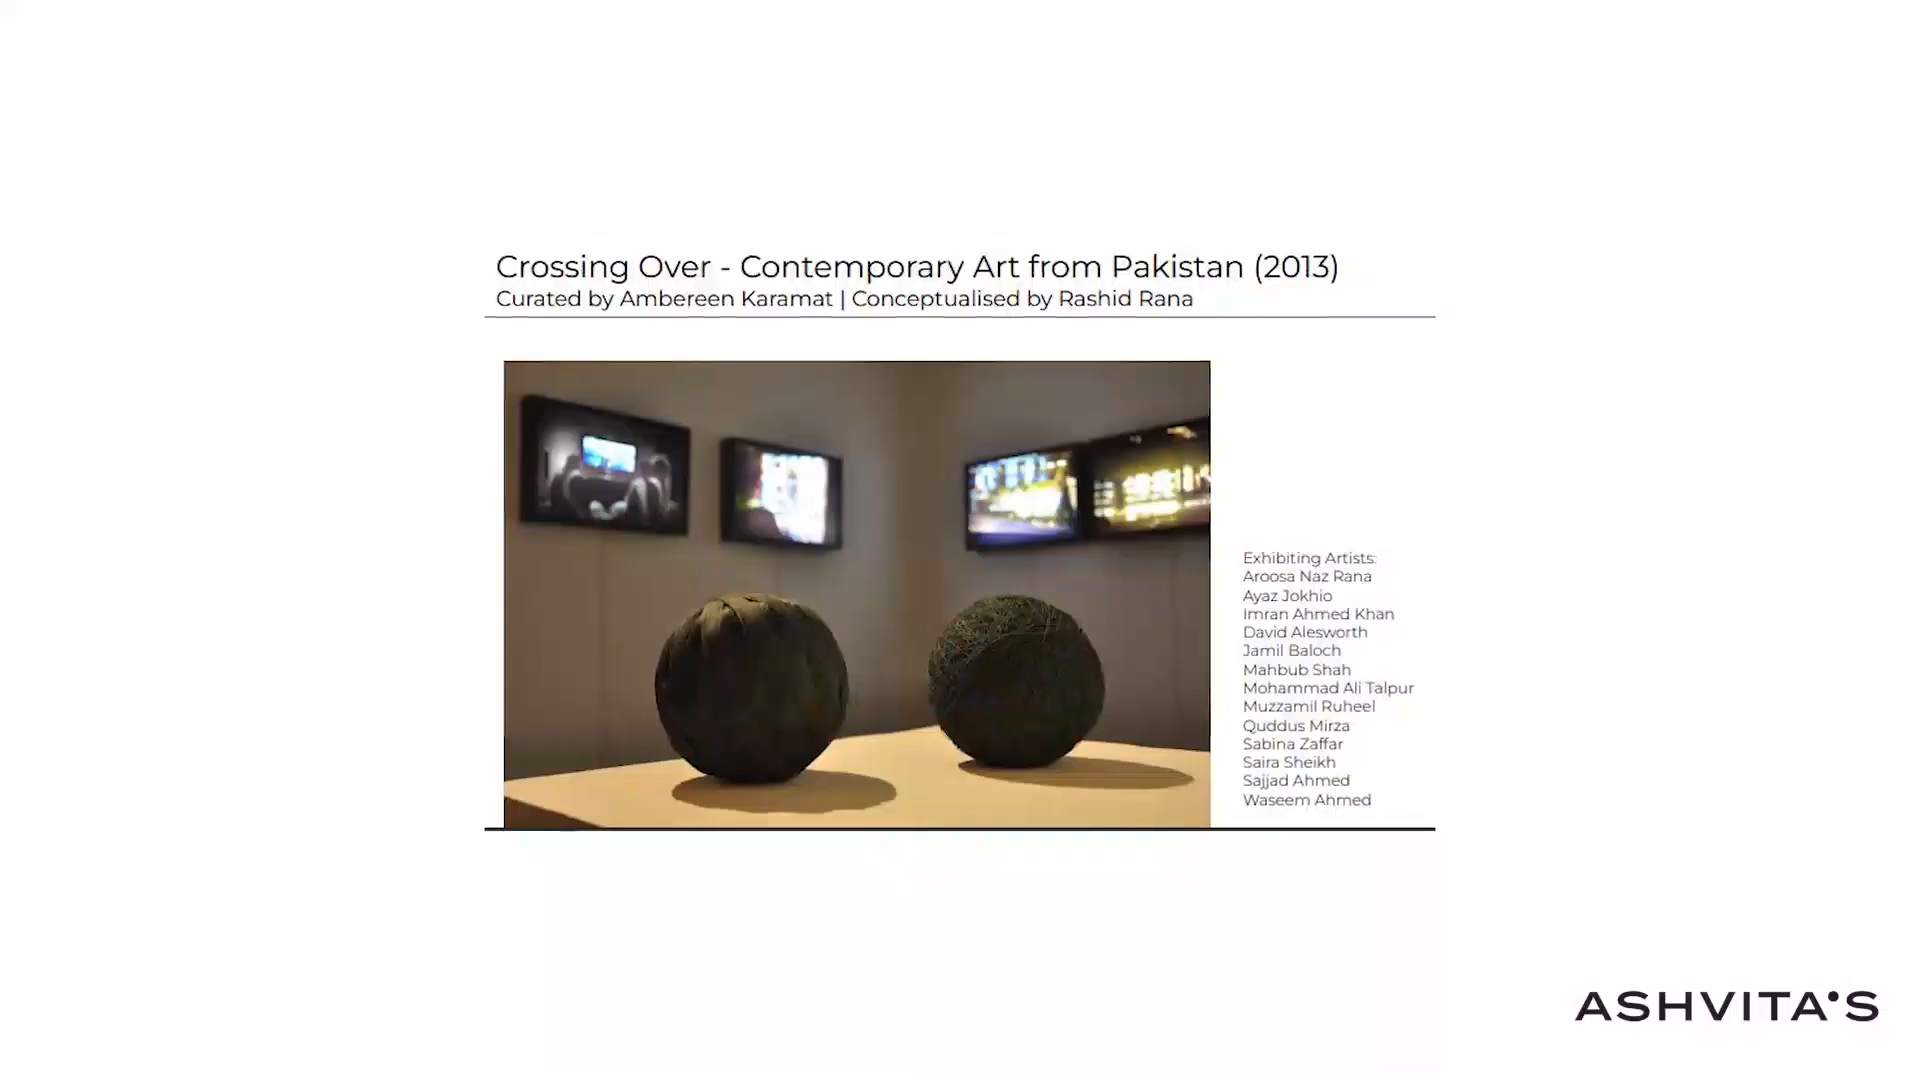 Crossing Over - Contemporary Art from Pakistan (2013)
Curated by Ambereen Karamat | Conceptualised by Rashid Rana
Exhibiting Artists:
Aroosa Naz Rana
Ayaz Jokhio
Imran Ahmed Khan
David Alesworth
Jamil Baloch
Mahbub Shah
Mohammad Ali Talpur
Muzzamil Ruheel
Quddus Mirza
Sabina Zaffar
Saira Sheikh
Sajjad Ahmed
Waseem Ahmed
ASHVITA'S